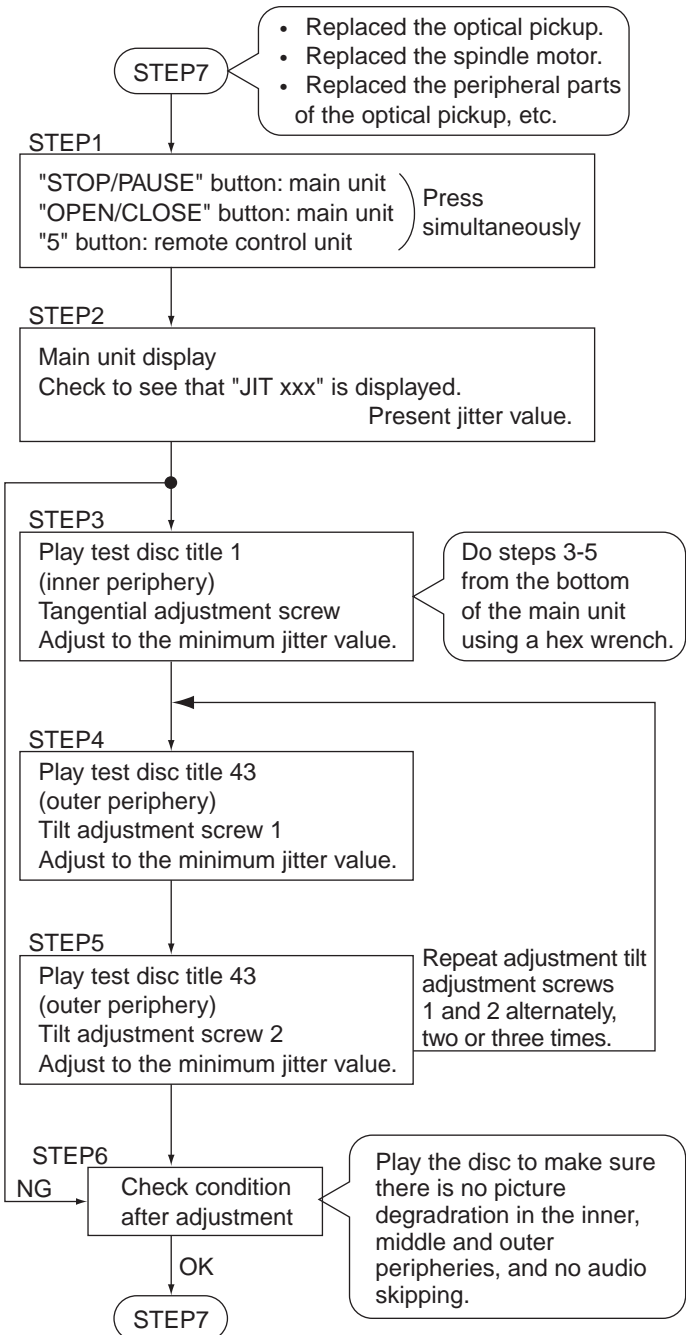 STEP7
• Replaced the optical pickup.
• Replaced the spindle motor.
• Replaced the peripheral parts
of the optical pickup, etc.
STEP1
"STOP/PAUSE" button: main unit
"OPEN/CLOSE" button: main unit
"5" button: remote control unit
Press
simultaneously
STEP2
Main unit display
Check to see that "JIT xxx" is displayed.
Present jitter value.
STEP3
Play test disc title 1
(inner periphery)
Tangential adjustment screw
Adjust to the minimum jitter value.
Do steps 3-5
from the bottom
of the main unit
using a hex wrench.
STEP4
Play test disc title 43
(outer periphery)
Tilt adjustment screw 1
Adjust to the minimum jitter value.
STEP5
Play test disc title 43
(outer periphery)
Tilt adjustment screw 2
Adjust to the minimum jitter value.
Repeat adjustment tilt
adjustment screws
1 and 2 alternately,
two or three times.
STEP6
NG
Check condition
after adjustment
Play the disc to make sure
there is no picture
degradration in the inner,
middle and outer
peripheries, and no audio
skipping.
OK
STEP7